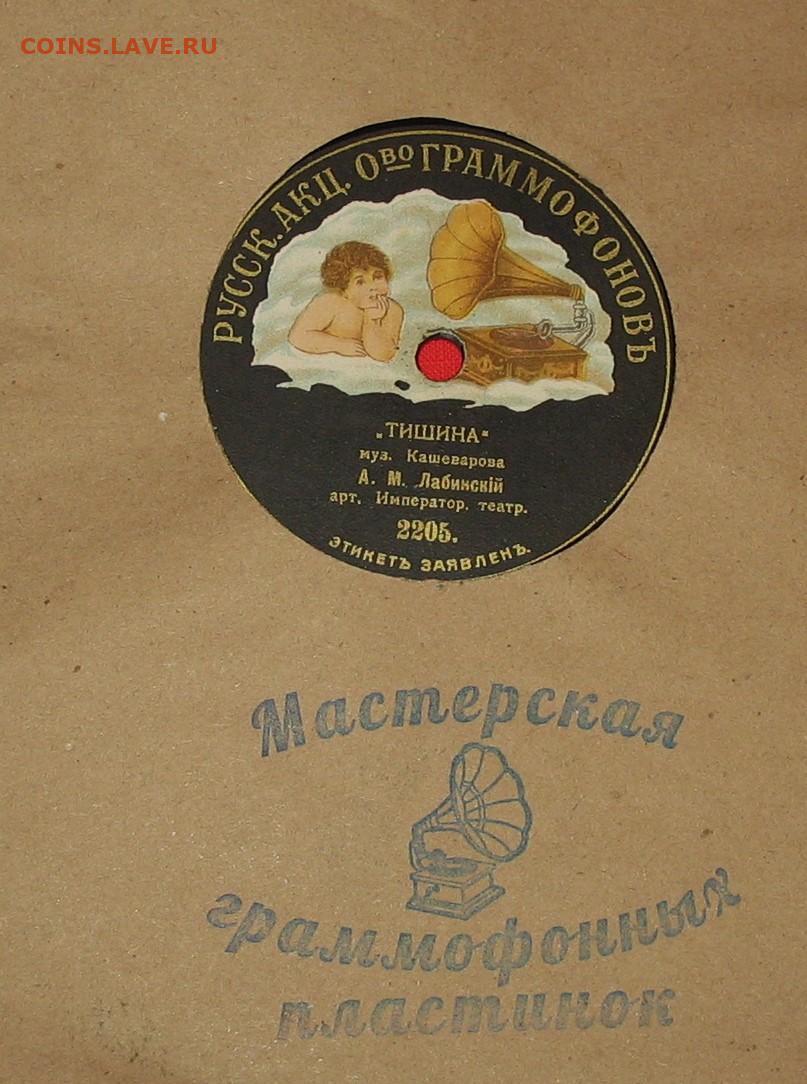 COINS.LAVE.RU
РУССК. АКЦ. Ово ГРАММОФОНОВЪ
„ТИШИНА"
муз. Кашеварова
А. М. Лабинскій
арт. Император. театр.
2205.
ЭТИКЕТЪ ЗАЯВЛЕНЪ.
Мастерская
граммофонных
пластинок